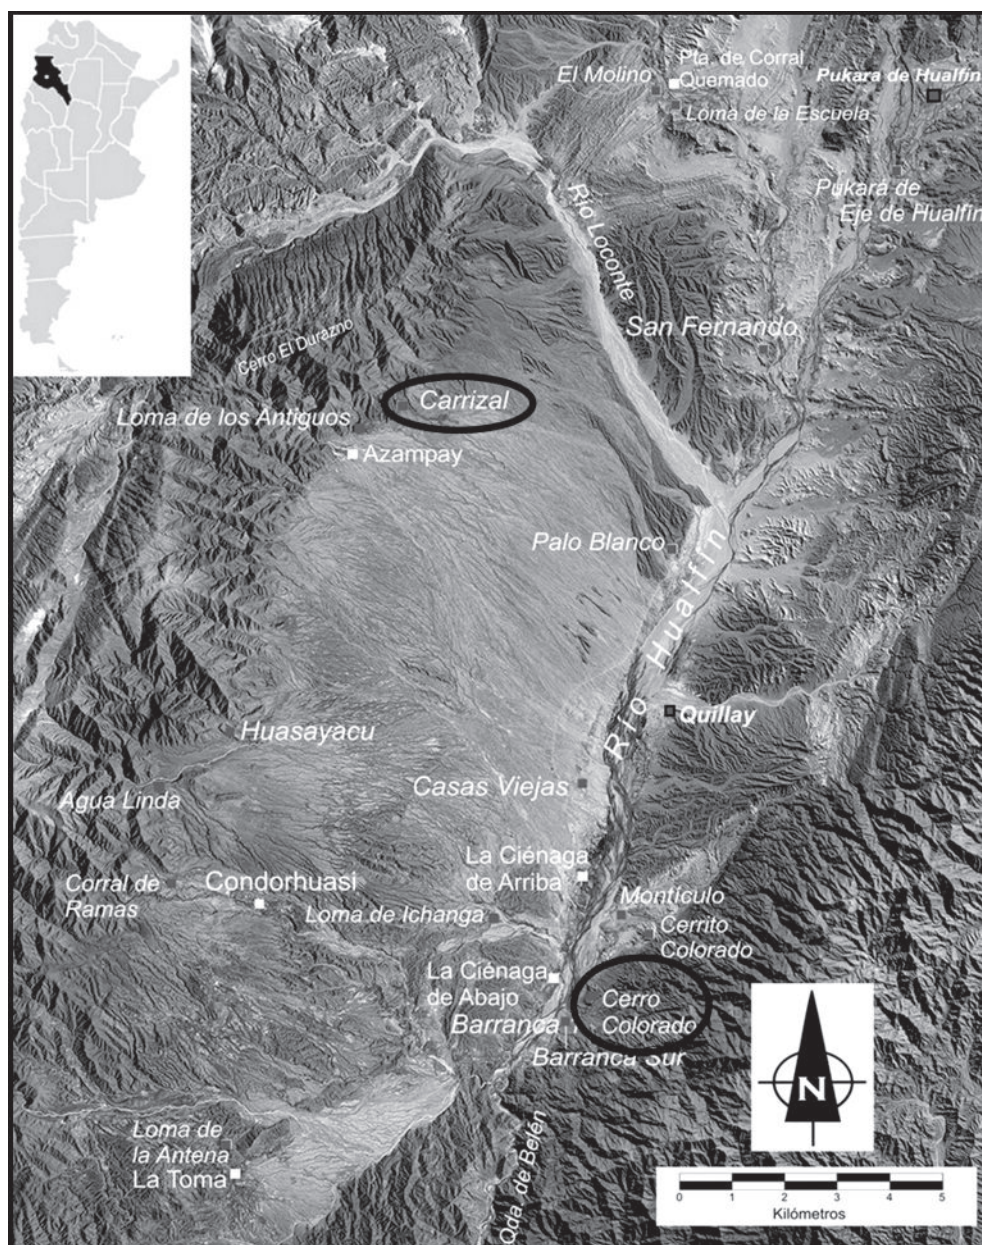 Pta. de Corral
El Molino
Quemado
Pukara de Hualfín
Loma de la Escuela
Pukará de
Eje de Hualfín
Río Loconte
San Fernando
Cerro El Durazno
Carrizal
Loma de los Antiguos
Azampay
Palo Blanco
Río Hualfín
Quillay
Huasayacu
Casas Viejas
Agua Linda
La Ciénaga
de Arriba
Corral de
Ramas
Condorhuasi
Montículo
Loma de Ichanga
Cerrito
Colorado
La Ciénaga
de Abajo
Cerro
Colorado
Barranca
Barranca Sur
N
Loma de
la Antena
La Toma
Qda. de Belén
0 1 2 3 4 5
Kilómetros